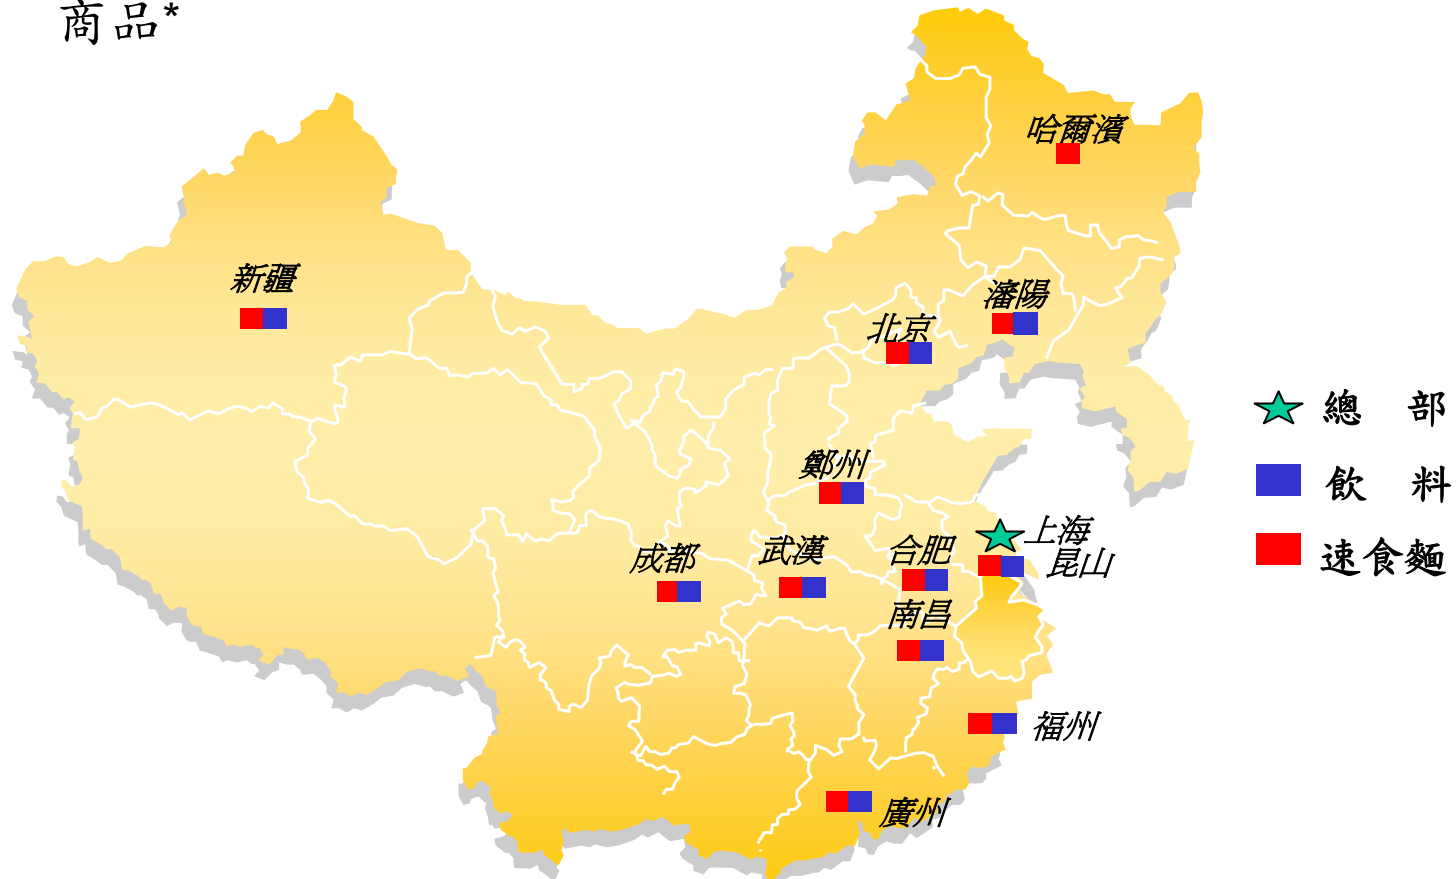 商品*
哈爾濱
新疆
瀋陽
北京
總 部
鄭州
飲 料
上海
成都
武漢
合肥
昆山
速食麵
南昌
福州
廣州